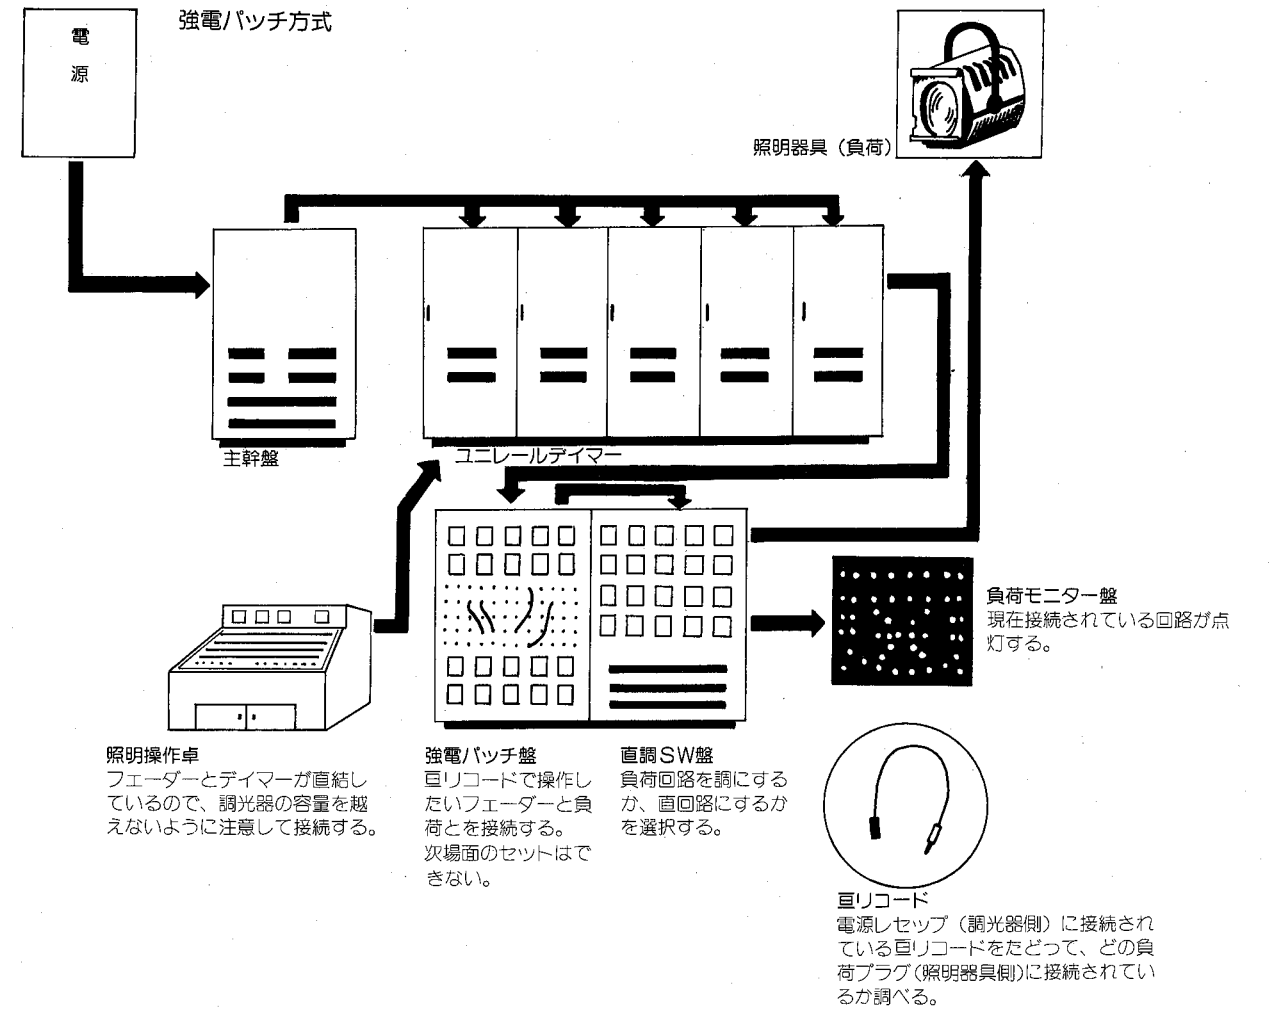 強電パッチ方式
電
源
照明器具（負荷）
主幹盤
ユニレールデイマー
負荷モニター盤
現在接続されている回路が点
灯する。
照明操作卓
フェーダーとデイマーが直結し
ているので、調光器の容量を越
えないように注意して接続する。
強電パッチ盤
亘リコードで操作し
たいフェーダーと負
荷とを接続する。
次場面のセットはで
きない。
直調SW盤
負荷回路を調にする
か、直回路にするか
を選択する。
亘リコード
電源レセップ（調光器側）に接続され
ている亘リコードをたどって、どの負
荷プラグ(照明器具側)に接続されてい
るか調べる。